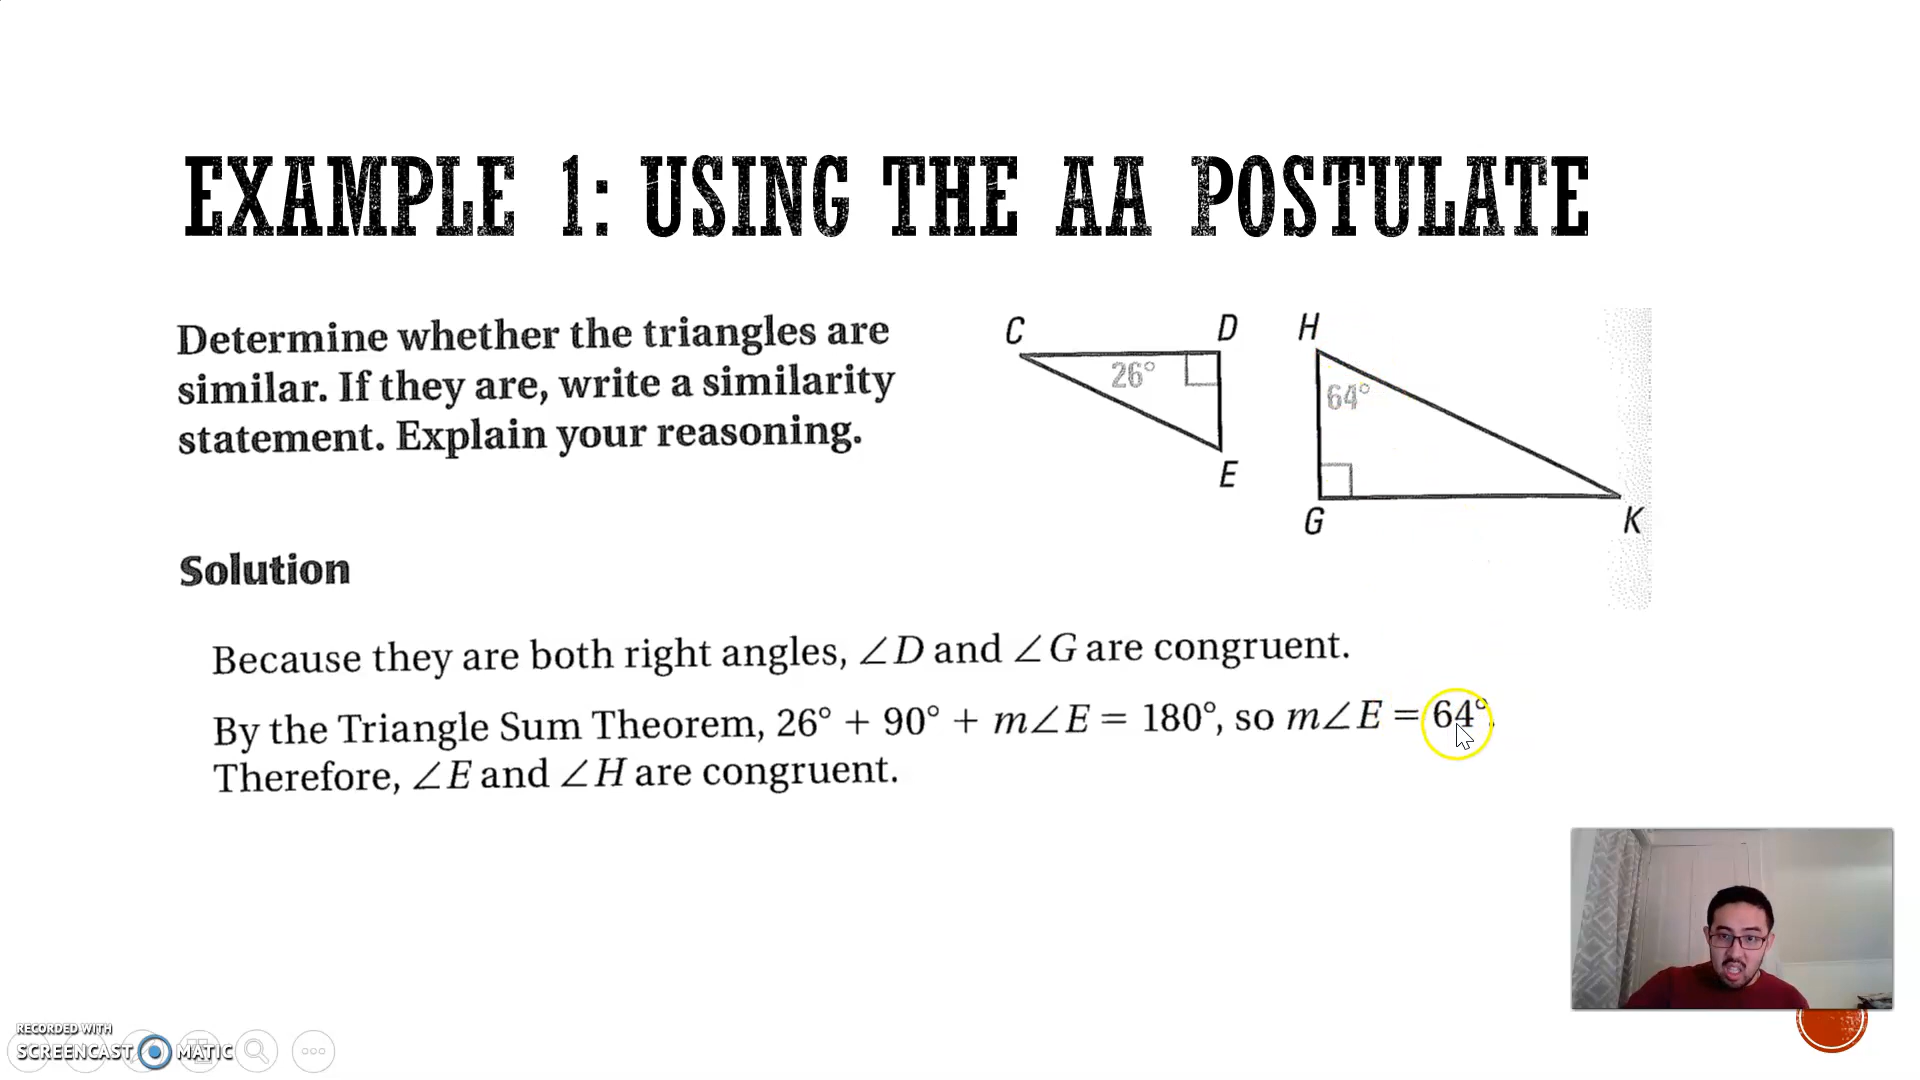 EXAMPLE 1: USING THE AA POSTULATE
Determine whether the triangles are
similar. If they are, write a similarity
statement. Explain your reasoning.
C
D
26°
E
H
64°
G
K
Solution
Because they are both right angles, ∠D and ∠G are congruent.
By the Triangle Sum Theorem, 26° + 90° + m∠E = 180°, so m∠E = 64°.
Therefore, ∠E and ∠H are congruent.
RECORDED WITH
SCREENCAST MATIC